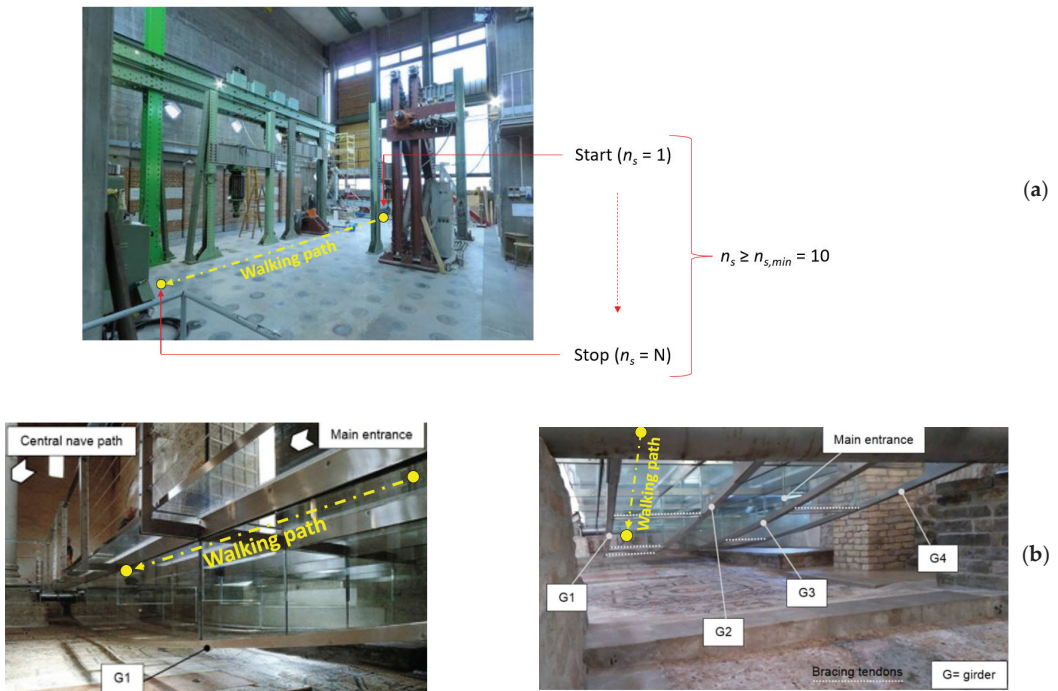 Start (nₛ = 1)
Walking path
(a)
nₛ ≥ nₛ,ₘᵢₙ = 10
Stop (nₛ = N)
Central nave path
Main entrance
Walking path
G1
Main entrance
Walking path
G1
G2
G3
G4
(b)
Bracing tendons
G= girder